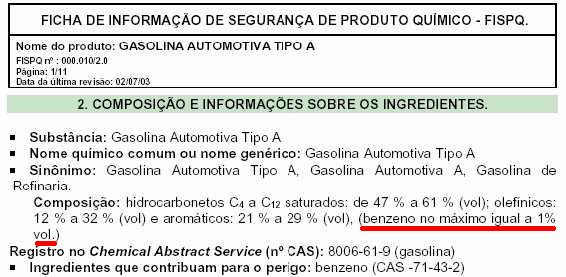 FICHA DE INFORMAÇÃO DE SEGURANÇA DE PRODUTO QUÍMICO - FISPQ.
Nome do produto: GASOLINA AUTOMOTIVA TIPO A
FISPQ nº : 000.010/2.0
Página: 1/11
Data da última revisão: 02/07/03
2. COMPOSIÇÃO E INFORMAÇÕES SOBRE OS INGREDIENTES.
▪ Substância: Gasolina Automotiva Tipo A
▪ Nome químico comum ou nome genérico: Gasolina Automotiva Tipo A
▪ Sinônimo: Gasolina Automotiva Tipo A, Gasolina Automotiva A, Gasolina de
Refinaria.
Composição: hidrocarbonetos C4 a C12 saturados: de 47 % a 61 % (vol); olefínicos:
12 % a 32 % (vol) e aromáticos: 21 % a 29 % (vol), (benzeno no máximo igual a 1%
vol.)
Registro no Chemical Abstract Service (nº CAS): 8006-61-9 (gasolina)
▪ Ingredientes que contribuam para o perigo: benzeno (CAS -71-43-2)